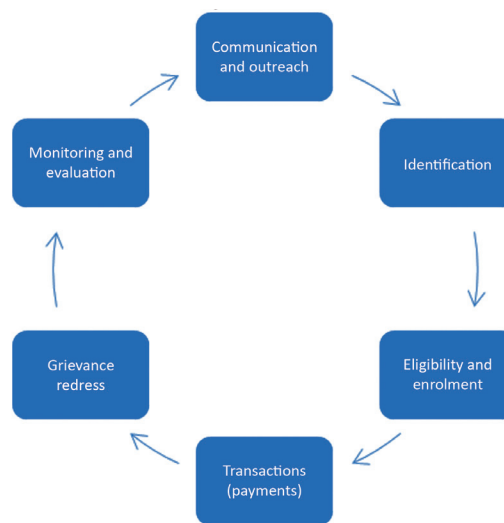 Communication
and outreach
Identification
Eligibility and
enrolment
Transactions
(payments)
Grievance
redress
Monitoring and
evaluation